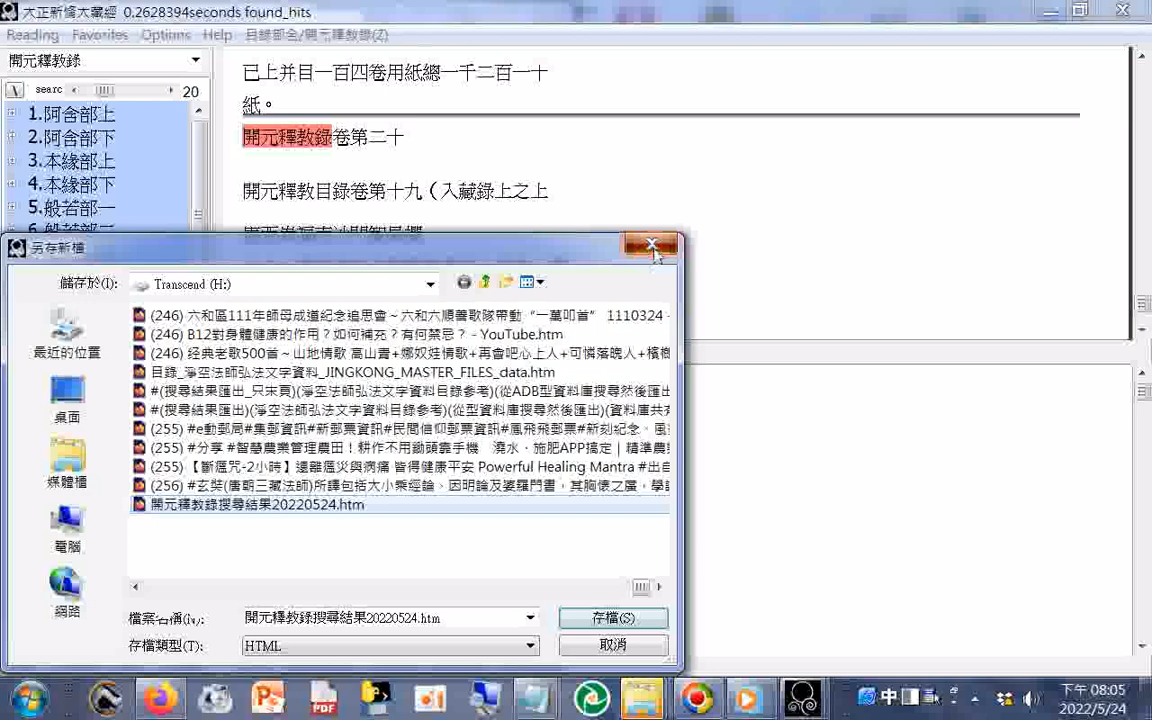 大正新脩大藏經 0.2628394seconds found_hits
Reading Favorites Options Help 目錄部全/開元釋教錄(Z)
開元釋教錄
searc 20
1.阿含部上
2.阿含部下
3.本緣部上
4.本緣部下
5.般若部一
6.般若部二
已上并目一百四卷用紙總一千二百一十
紙。
開元釋教錄卷第二十
開元釋教目錄卷第十九（入藏錄上之上
另存新檔
儲存於(I): Transcend (H:)
最近的位置
桌面
媒體櫃
電腦
網路
(246) 六和區111年師母成道紀念追思會～六和六順善歌隊帶動“一萬叩首” 1110324 -
(246) B12對身體健康的作用？如何補充？有何禁忌？ - YouTube.htm
(246) 经典老歌500首～山地情歌 高山青+娜奴娃情歌+再會吧心上人+可憐落魄人+檳
目錄_淨空法師弘法文字資料_JINGKONG_MASTER_FILES_data.htm
#(搜尋結果匯出_只末頁)(淨空法師弘法文字資料目錄參考)(從ADB型資料庫搜尋然後匯出
#(搜尋結果匯出)(淨空法師弘法文字資料目錄參考)(從型資料庫搜尋然後匯出)(資料庫共
(255) #e動郵局#集郵資訊#新郵票資訊#民間信仰郵票資訊#風飛飛郵票#新刻紀念。風
(255) #分享 #智慧農業管理農田！耕作不用鋤頭靠手機 澆水、施肥APP搞定｜精準農
(255) 【斷瘟咒-2小時】遠離瘟災與病痛 皆得健康平安 Powerful Healing Mantra #出自
(256) #玄奘(唐朝三藏法師)所譯包括大小乘經論、因明論及婆羅門書，其胸懷之廣，學
開元釋教錄搜尋結果20220524.htm
檔案名稱(N): 開元釋教錄搜尋結果20220524.htm 存檔(S)
存檔類型(T): HTML 取消
中
下午 08:05
2022/5/24